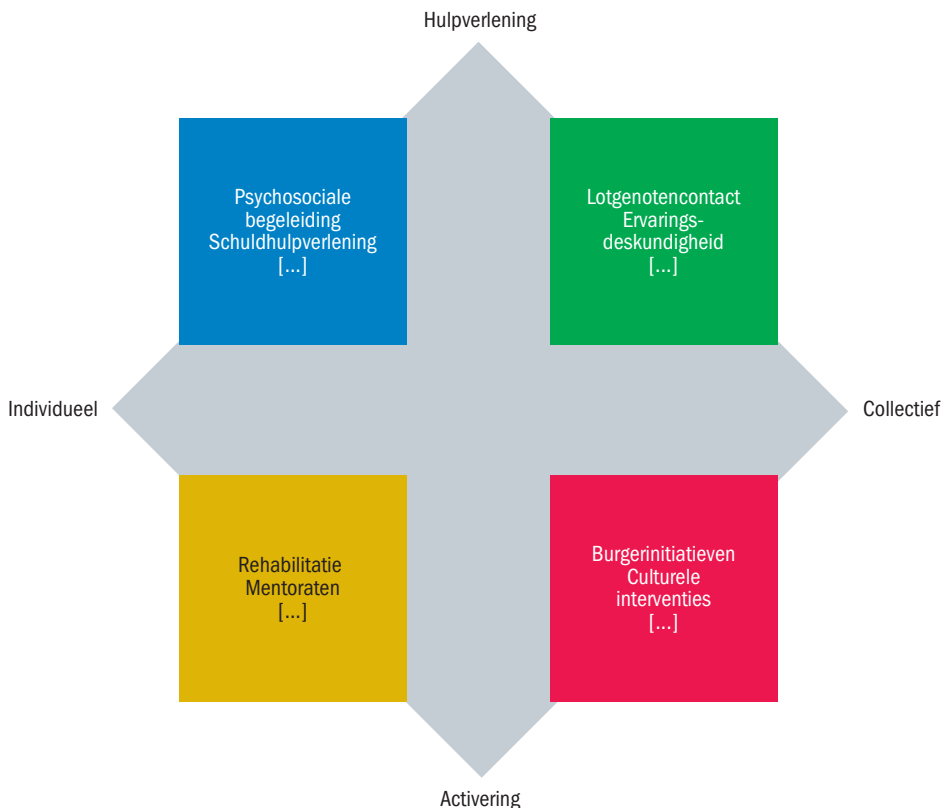 Hulpverlening
Psychosociale
begeleiding
Schuldhulpverlening
[...]
Lotgenotencontact
Ervarings-
deskundigheid
[...]
Individueel
Collectief
Rehabilitatie
Mentoraten
[...]
Burgerinitiatieven
Culturele
interventies
[...]
Activering